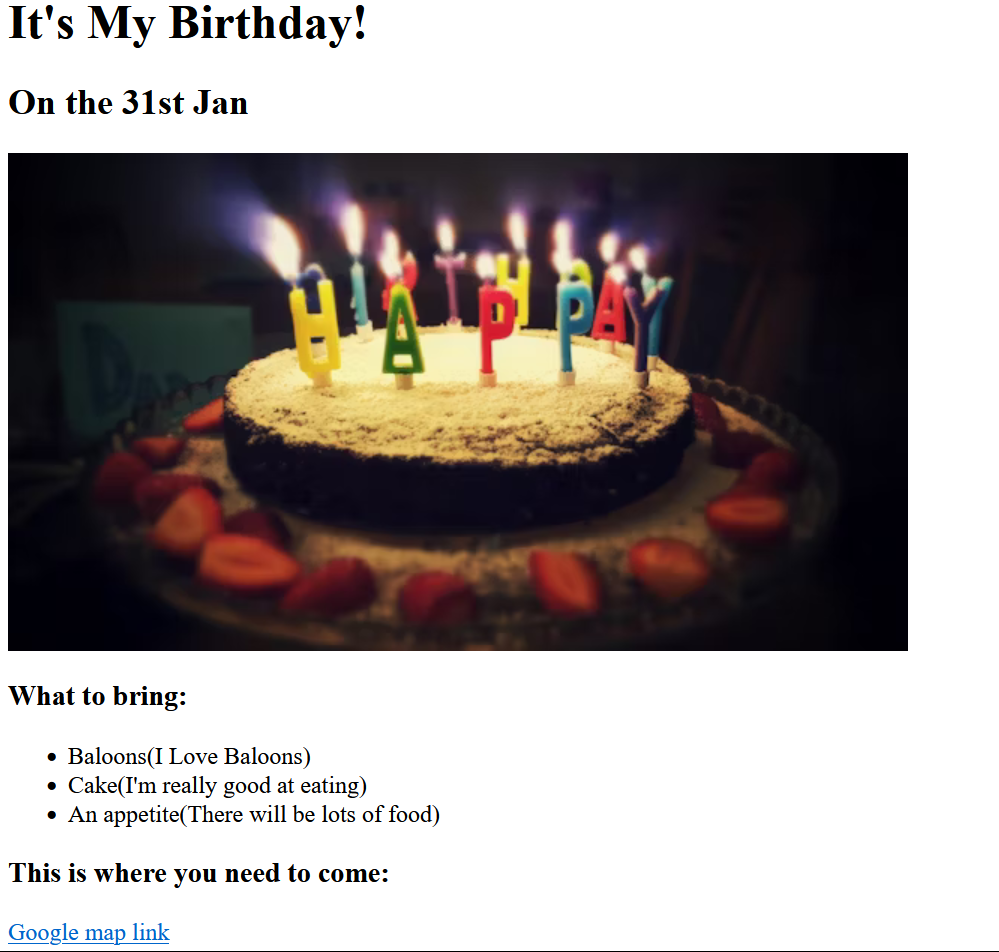 It's My Birthday!
On the 31st Jan
HAPPY
BIRTHDAY
What to bring:
Baloons(I Love Baloons)
Cake(I'm really good at eating)
An appetite(There will be lots of food)
This is where you need to come:
Google map link